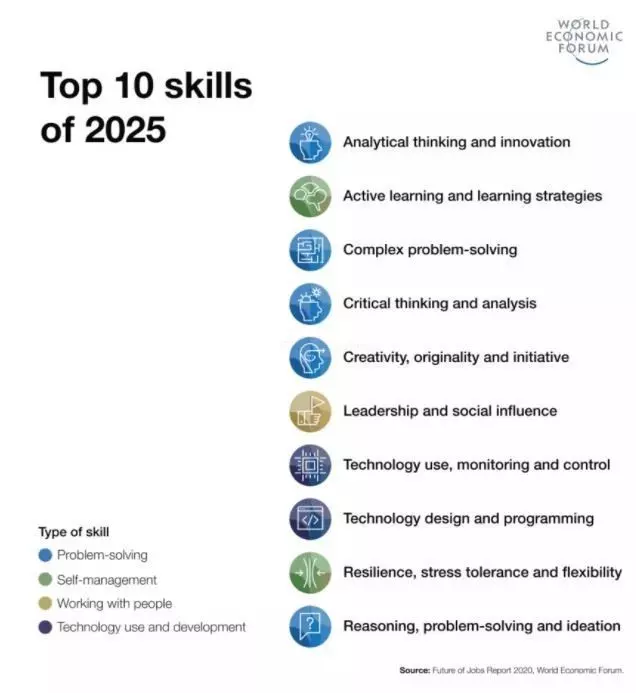 WORLD
ECONOMIC
FORUM
Top 10 skills
of 2025
Analytical thinking and innovation
Active learning and learning strategies
Complex problem-solving
Critical thinking and analysis
Creativity, originality and initiative
Leadership and social influence
Technology use, monitoring and control
Technology design and programming
Resilience, stress tolerance and flexibility
Reasoning, problem-solving and ideation
Type of skill
Problem-solving
Self-management
Working with people
Technology use and development
Source: Future of Jobs Report 2020, World Economic Forum.